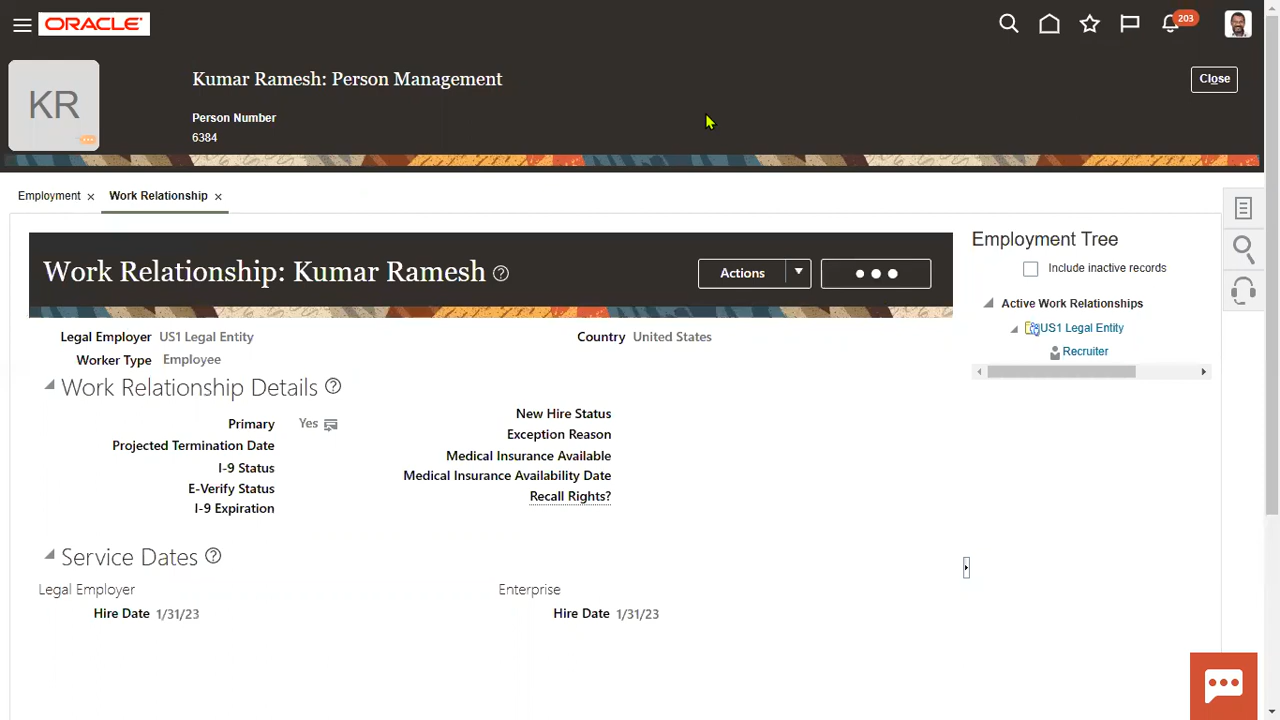 ORACLE
203
KR
Kumar Ramesh: Person Management
Close
Person Number
6384
Employment
Work Relationship
Work Relationship: Kumar Ramesh
Actions
Legal Employer US1 Legal Entity
Country United States
Worker Type Employee
Work Relationship Details
Primary Yes
Projected Termination Date
I-9 Status
E-Verify Status
I-9 Expiration
New Hire Status
Exception Reason
Medical Insurance Available
Medical Insurance Availability Date
Recall Rights?
Service Dates
Legal Employer
Hire Date 1/31/23
Enterprise
Hire Date 1/31/23
Employment Tree
Include inactive records
Active Work Relationships
US1 Legal Entity
Recruiter